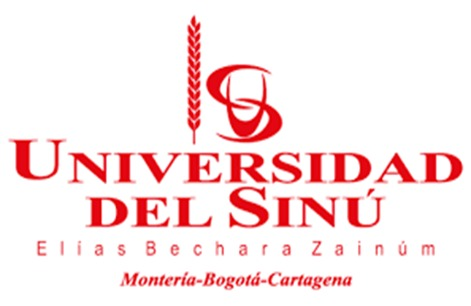 UNIVERSIDAD
DEL SINÚ
Elías Bechara Zainúm
Montería-Bogotá-Cartagena